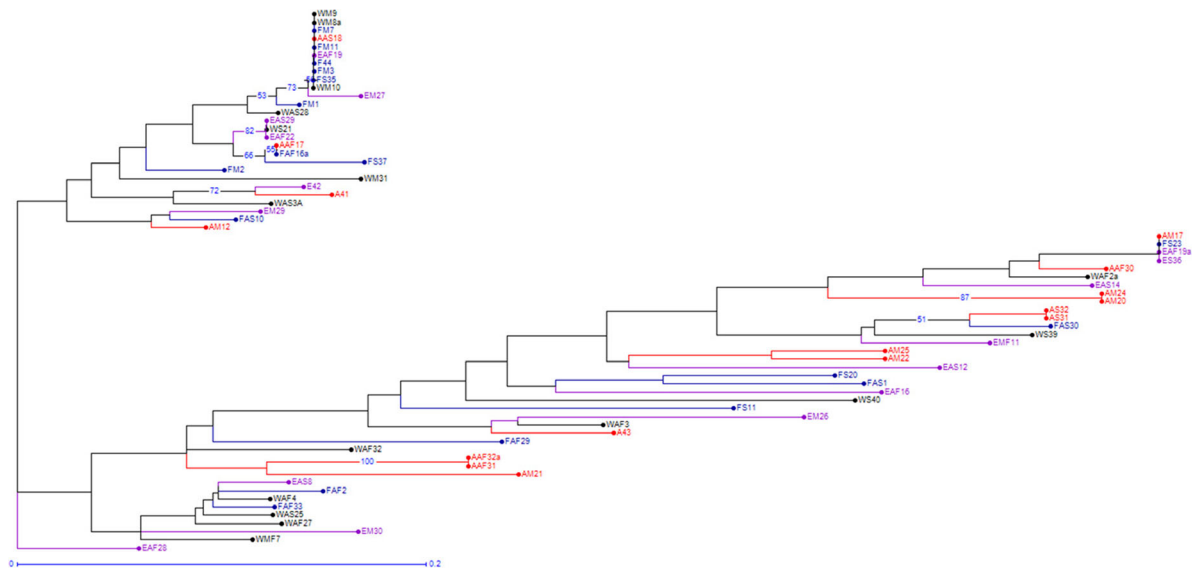 WM9
WM8a
FM7
AAS18
FM11
EAF19
F44
FM3
FS35
73
WM10
53
EM27
FM1
WAS28
EAS29
82
WS21
EAF22
AAF17
55
66
FAF16a
FS37
FM2
WM31
E42
72
A41
WAS3A
EM29
FAS10
AM12
AM17
FS23
EAF19a
ES36
AAF30
WAF2a
EAS14
AM24
87
AM20
AS32
51
AS31
FAS30
WS39
EMF11
AM25
AM22
EAS12
FS20
FAS1
EAF16
WS40
FS11
EM26
WAF3
A43
FAF29
WAF32
AAF32a
100
AAF31
AM21
EAS8
FAF2
WAF4
FAF33
WAS25
WAF27
EM30
WMF7
EAF28
0 0.2